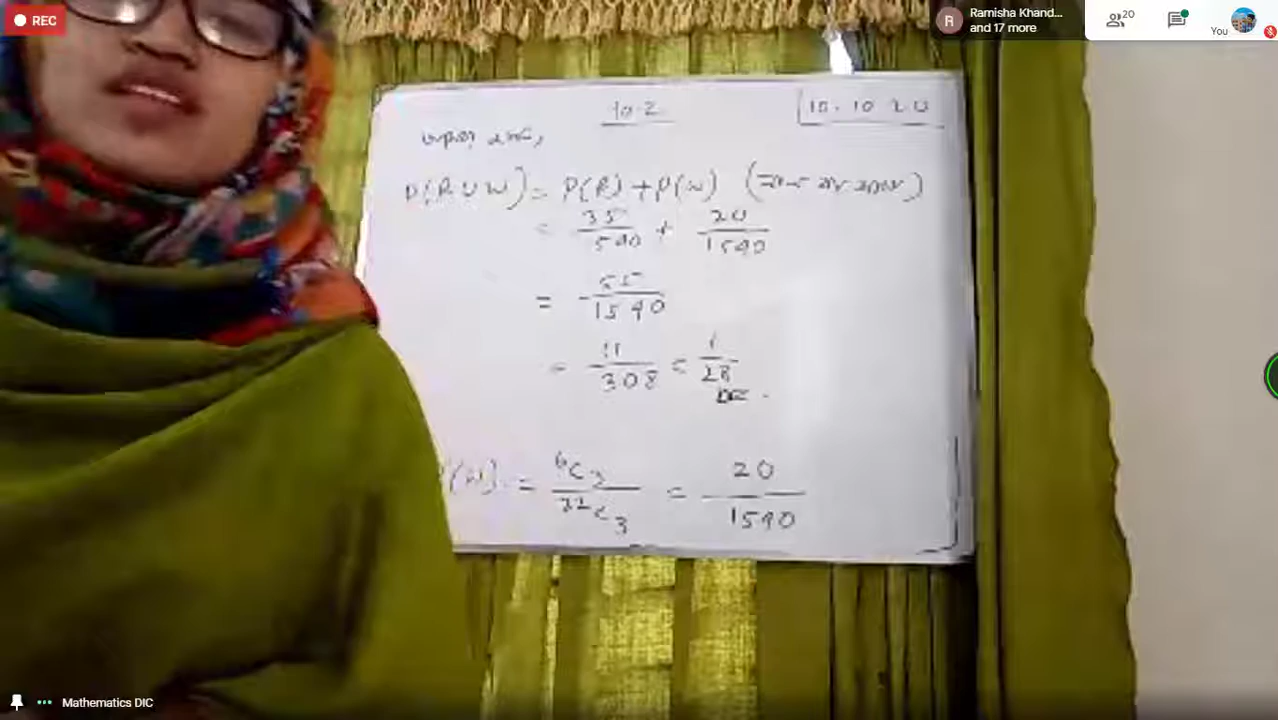 REC
Ramisha Khand...
and 17 more
20
You
10.2
10.10.20
P(R ∪ W) = P(R) + P(W)
= 35/1540 + 20/1540
= 55/1540
= 11/308 = 1/28
(W) = ⁶C₃/²²C₃ = 20/1540
Mathematics DIC